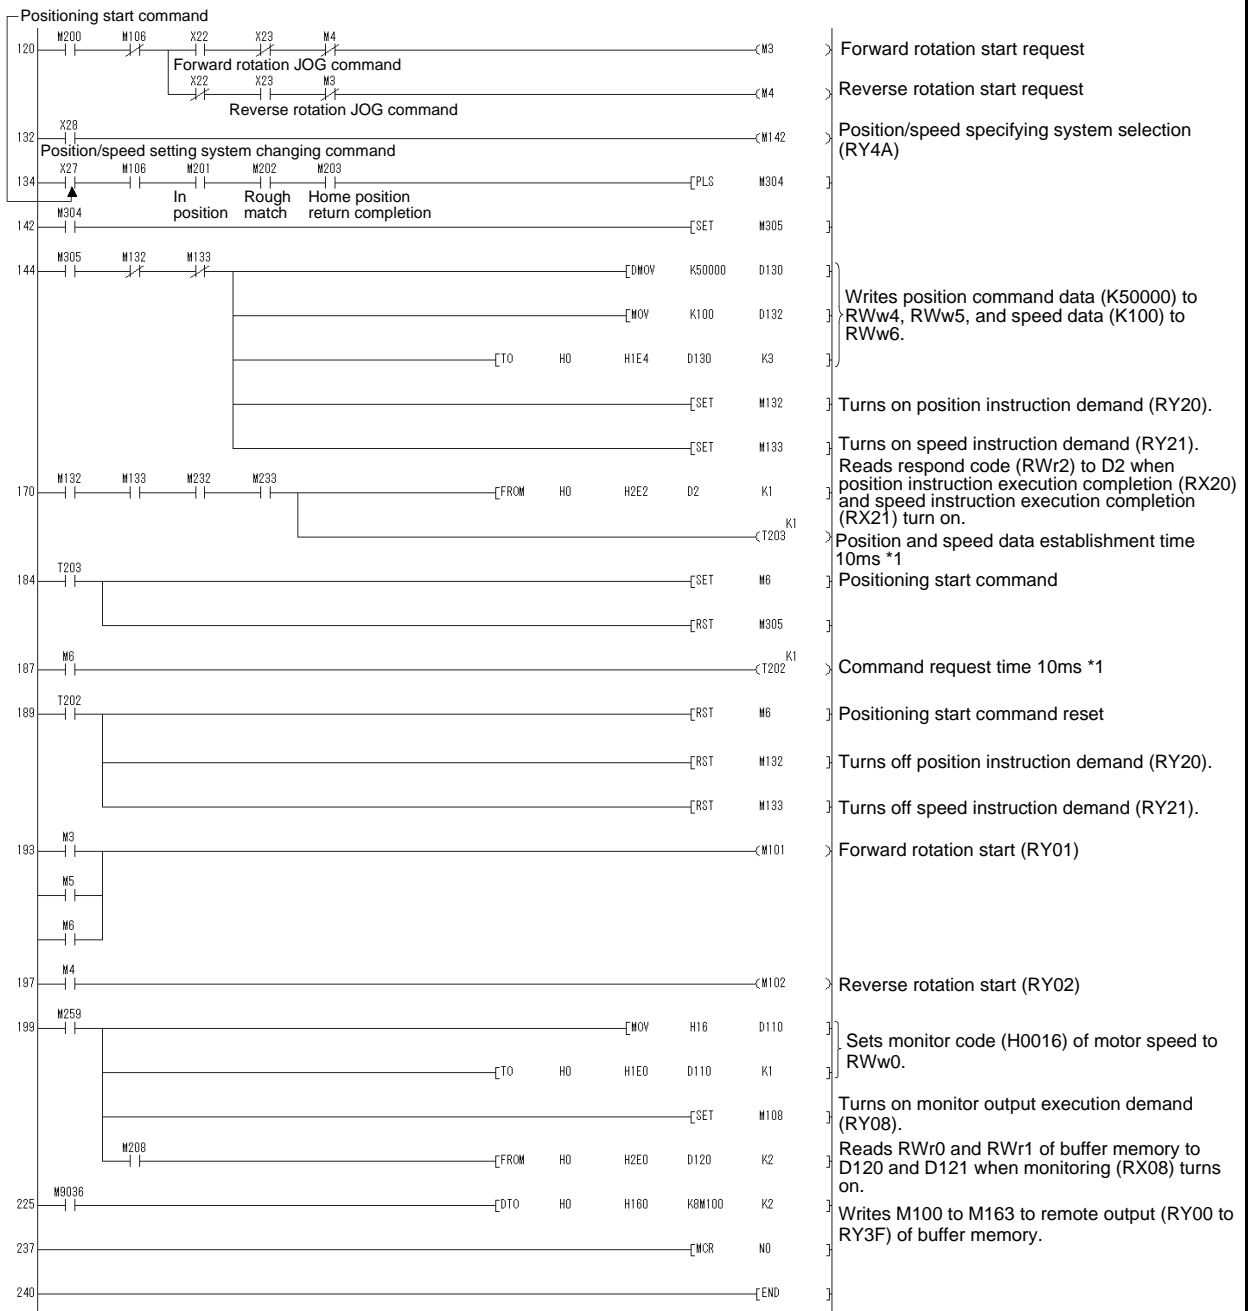 Positioning start command
M200 M106 X22 X23 M4
120 (M3 ) Forward rotation start request
Forward rotation JOG command
X22 X23 M3
(M4 ) Reverse rotation start request
Reverse rotation JOG command
X28
132 (M142 ) Position/speed specifying system selection
(RY4A)
Position/speed setting system changing command
X27 M106 M201 M202 M203
134 [PLS M304 ]
In Rough Home position
position match return completion
M304
142 [SET M305 ]
M305 M132 M133
144 [DMOV K50000 D130 ]
Writes position command data (K50000) to
[MOV K100 D132 ] RWw4, RWw5, and speed data (K100) to
RWw6.
[TO H0 H1E4 D130 K3 ]
[SET M132 ] Turns on position instruction demand (RY20).
[SET M133 ] Turns on speed instruction demand (RY21).
Reads respond code (RWr2) to D2 when
M132 M133 M232 M233 position instruction execution completion (RX20)
170 [FROM H0 H2E2 D2 K1 ] and speed instruction execution completion
(RX21) turn on.
K1
(T203 ) Position and speed data establishment time
10ms *1
T203
184 [SET M6 ] Positioning start command
[RST M305 ]
M6 K1
187 (T202 ) Command request time 10ms *1
T202
189 [RST M6 ] Positioning start command reset
[RST M132 ] Turns off position instruction demand (RY20).
[RST M133 ] Turns off speed instruction demand (RY21).
M3
193 (M101 ) Forward rotation start (RY01)
M5
M6
M4
197 (M102 ) Reverse rotation start (RY02)
M259
199 [MOV H16 D110 ]
Sets monitor code (H0016) of motor speed to
RWw0.
[TO H0 H1E0 D110 K1 ]
Turns on monitor output execution demand
[SET M108 ] (RY08).
M208 Reads RWr0 and RWr1 of buffer memory to
[FROM H0 H2E0 D120 K2 ] D120 and D121 when monitoring (RX08) turns
on.
M9036
225 [DTO H0 H160 K8M100 K2 ] Writes M100 to M163 to remote output (RY00 to
RY3F) of buffer memory.
237 [MCR N0 ]
240 [END ]